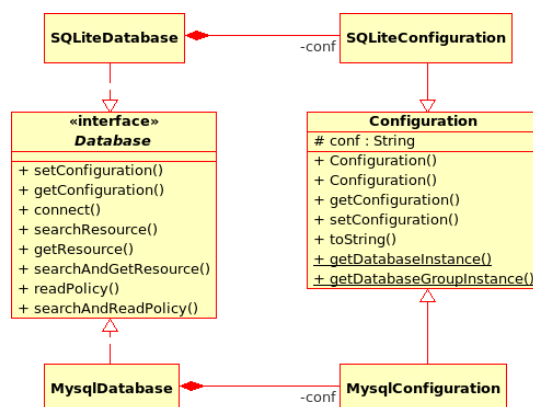 SQLiteDatabase
-conf
SQLiteConfiguration
«interface»
Database
+ setConfiguration()
+ getConfiguration()
+ connect()
+ searchResource()
+ getResource()
+ searchAndGetResource()
+ readPolicy()
+ searchAndReadPolicy()
Configuration
# conf : String
+ Configuration()
+ Configuration()
+ getConfiguration()
+ setConfiguration()
+ toString()
+ getDatabaseInstance()
+ getDatabaseGroupInstance()
MysqlDatabase
-conf
MysqlConfiguration